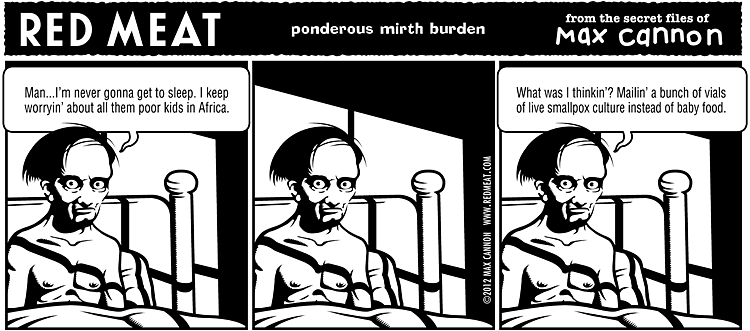 RED MEAT
ponderous mirth burden
from the secret files of
Max Cannon
Man...I'm never gonna get to sleep. I keep
worryin' about all them poor kids in Africa.
©2012 MAX CANNON WWW.REDMEAT.COM
What was I thinkin'? Mailin' a bunch of vials
of live smallpox culture instead of baby food.